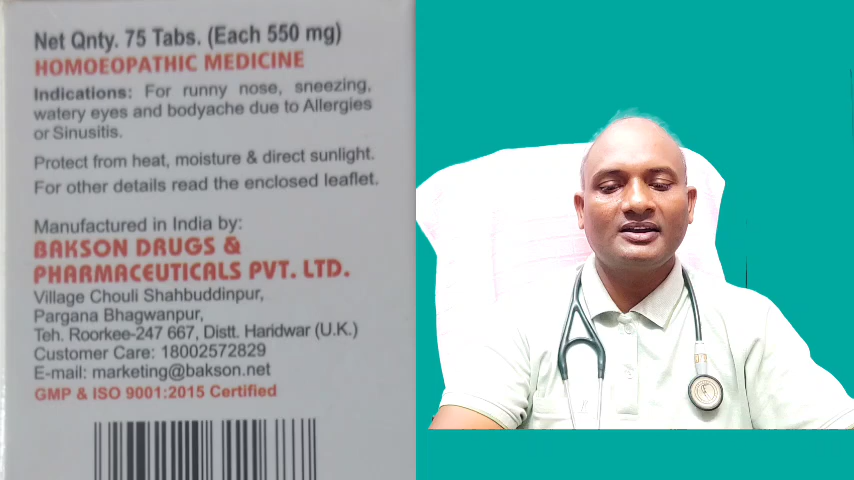 Net Qnty. 75 Tabs. (Each 550 mg)
HOMOEOPATHIC MEDICINE
Indications: For runny nose, sneezing,
watery eyes and bodyache due to Allergies
or Sinusitis.
Protect from heat, moisture & direct sunlight.
For other details read the enclosed leaflet.
Manufactured in India by:
BAKSON DRUGS &
PHARMACEUTICALS PVT. LTD.
Village Chouli Shahbuddinpur,
Pargana Bhagwanpur,
Teh. Roorkee-247 667, Distt. Haridwar (U.K.)
Customer Care: 18002572829
E-mail: marketing@bakson.net
GMP & ISO 9001:2015 Certified